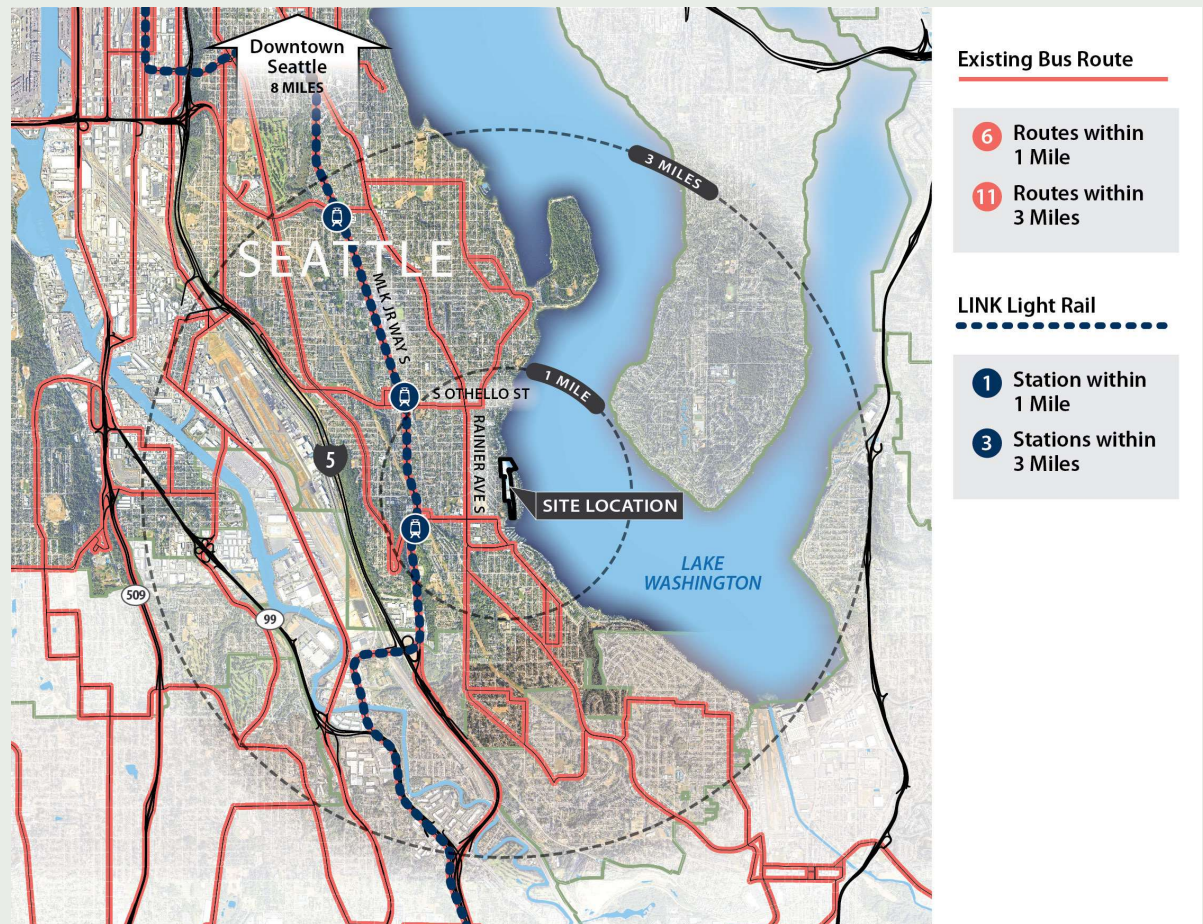 Downtown
Seattle
8 MILES
3 MILES
SEATTLE
MLK JR WAY S
1 MILE
S OTHELLO ST
RAINIER AVE S
5
SITE LOCATION
LAKE
WASHINGTON
509
99
Existing Bus Route
6 Routes within
1 Mile
11 Routes within
3 Miles
LINK Light Rail
1 Station within
1 Mile
3 Stations within
3 Miles